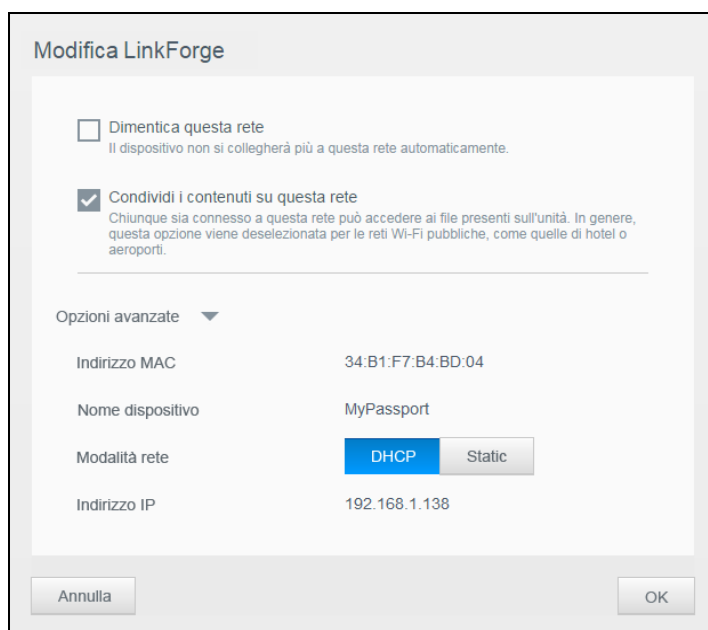 Modifica LinkForge
Dimentica questa rete
Il dispositivo non si collegherà più a questa rete automaticamente.
Condividi i contenuti su questa rete
Chiunque sia connesso a questa rete può accedere ai file presenti sull'unità. In genere,
questa opzione viene deselezionata per le reti Wi-Fi pubbliche, come quelle di hotel o
aeroporti.
Opzioni avanzate
Indirizzo MAC 34:B1:F7:B4:BD:04
Nome dispositivo MyPassport
Modalità rete DHCP Static
Indirizzo IP 192.168.1.138
Annulla OK